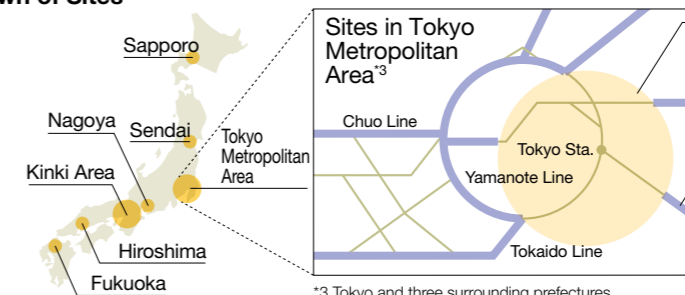 Sapporo
Nagoya
Sendai
Kinki Area
Tokyo
Metropolitan
Area
Hiroshima
Fukuoka
Sites in Tokyo
Metropolitan
Area*3
Chuo Line
Tokyo Sta.
Yamanote Line
Tokaido Line
*3 Tokyo and three surrounding prefectures